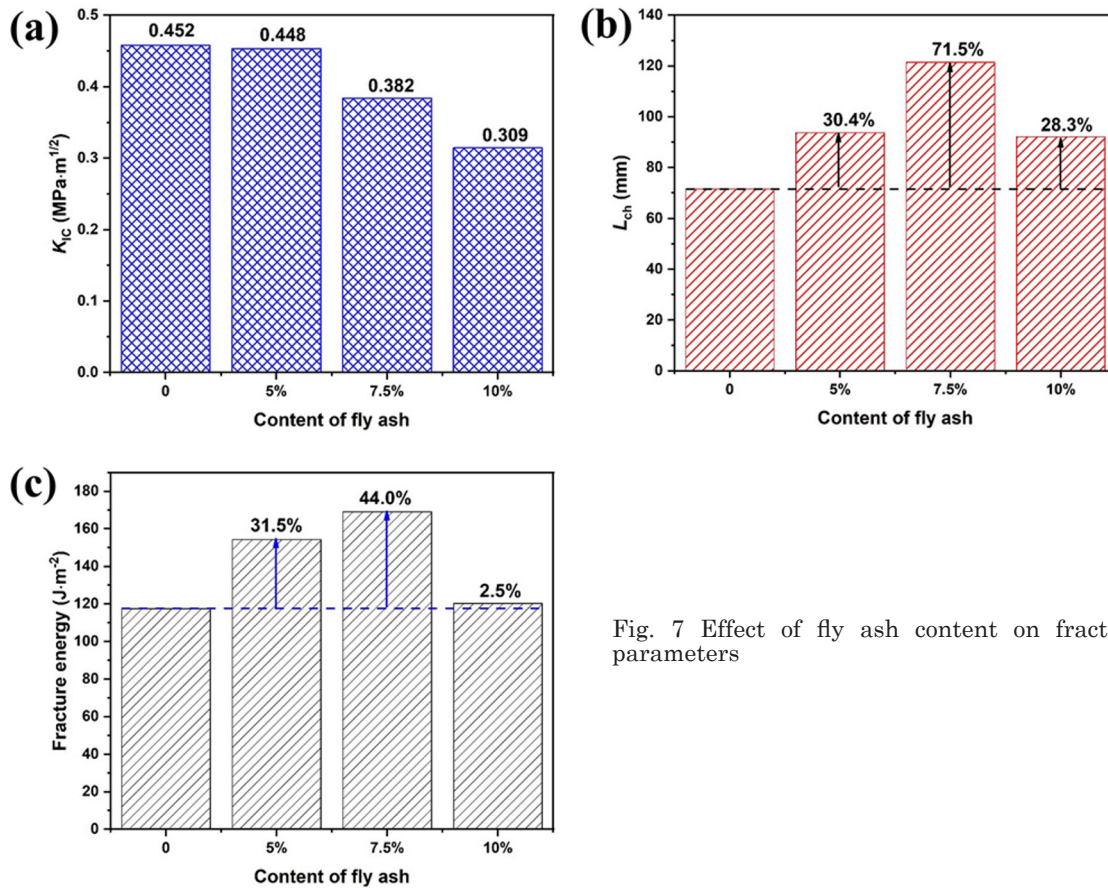 (a)
0.5
0.4
0.3
0.2
0.1
0.0
K_IC (MPa·m^1/2)
0.452
0.448
0.382
0.309
0 5% 7.5% 10%
Content of fly ash
(b)
140
120
100
80
60
40
20
0
L_ch (mm)
30.4%
71.5%
28.3%
0 5% 7.5% 10%
Content of fly ash
(c)
180
160
140
120
100
80
60
40
20
0
Fracture energy (J·m⁻²)
31.5%
44.0%
2.5%
0 5% 7.5% 10%
Content of fly ash
Fig. 7 Effect of fly ash content on fract
parameters